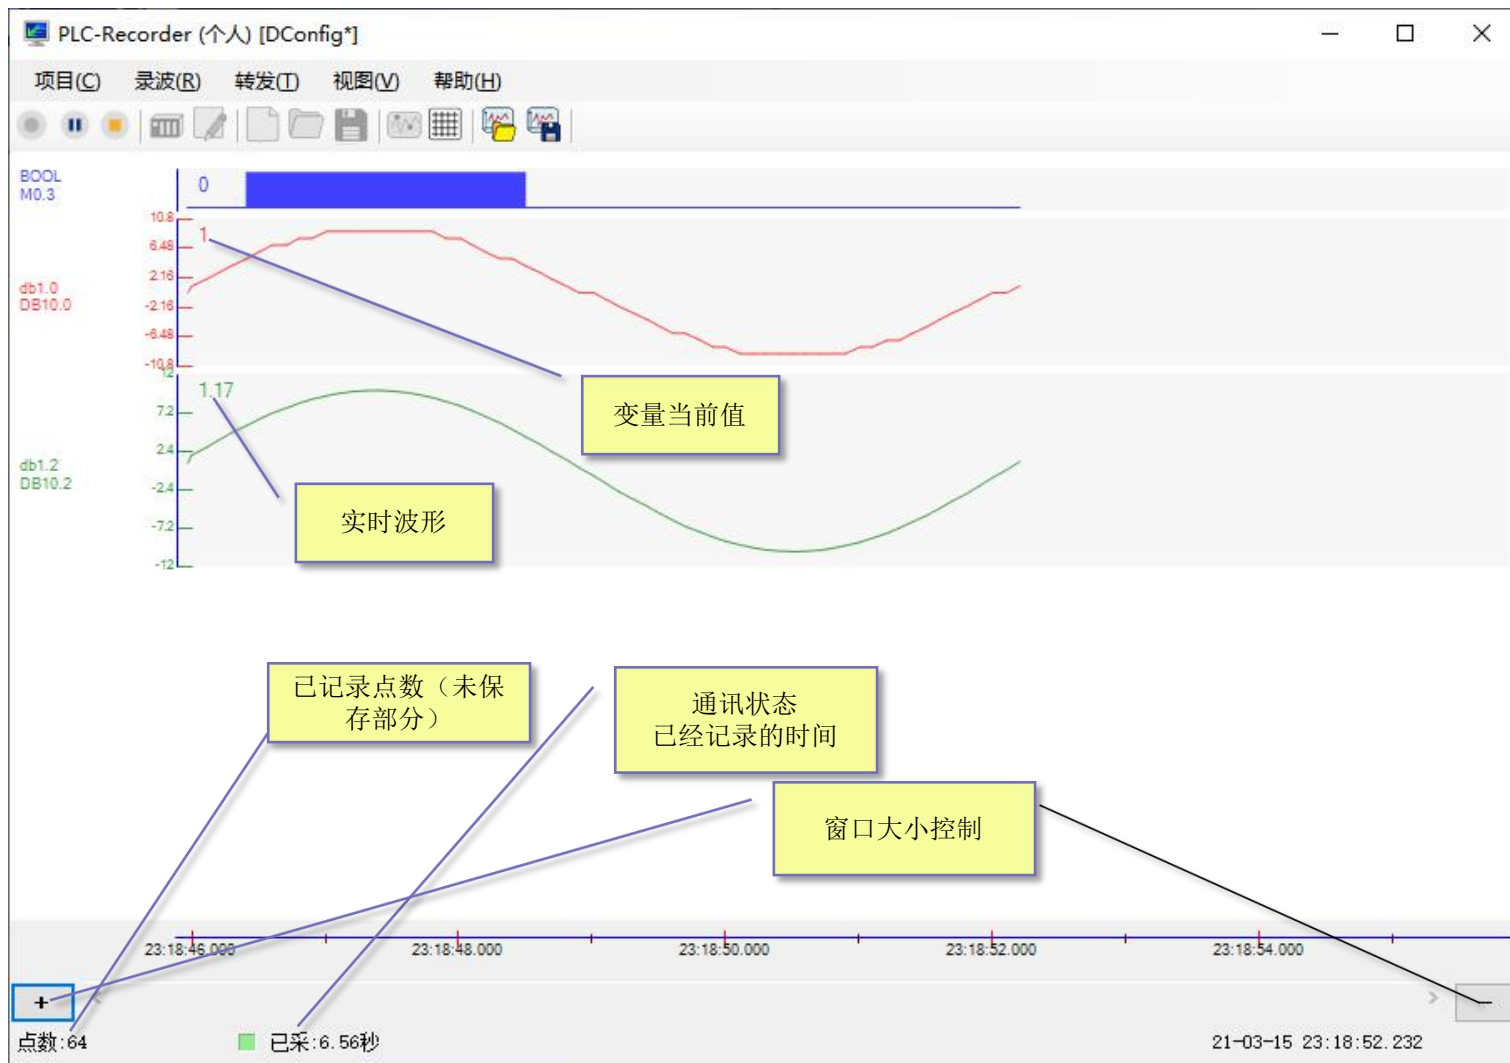 PLC-Recorder (个人) [DConfig*]
项目(C) 录波(R) 转发(T) 视图(V) 帮助(H)
BOOL
M0.3
0
10.8
6.48
2.16
-2.16
-6.48
-10.8
1
db1.0
DB10.0
12
7.2
2.4
-2.4
-7.2
-12
1.17
db1.2
DB10.2
变量当前值
实时波形
已记录点数（未保
存部分）
通讯状态
已经记录的时间
窗口大小控制
23:18:46.000 23:18:48.000 23:18:50.000 23:18:52.000 23:18:54.000
+ < > -
点数:64 已采:6.56秒 21-03-15 23:18:52.232